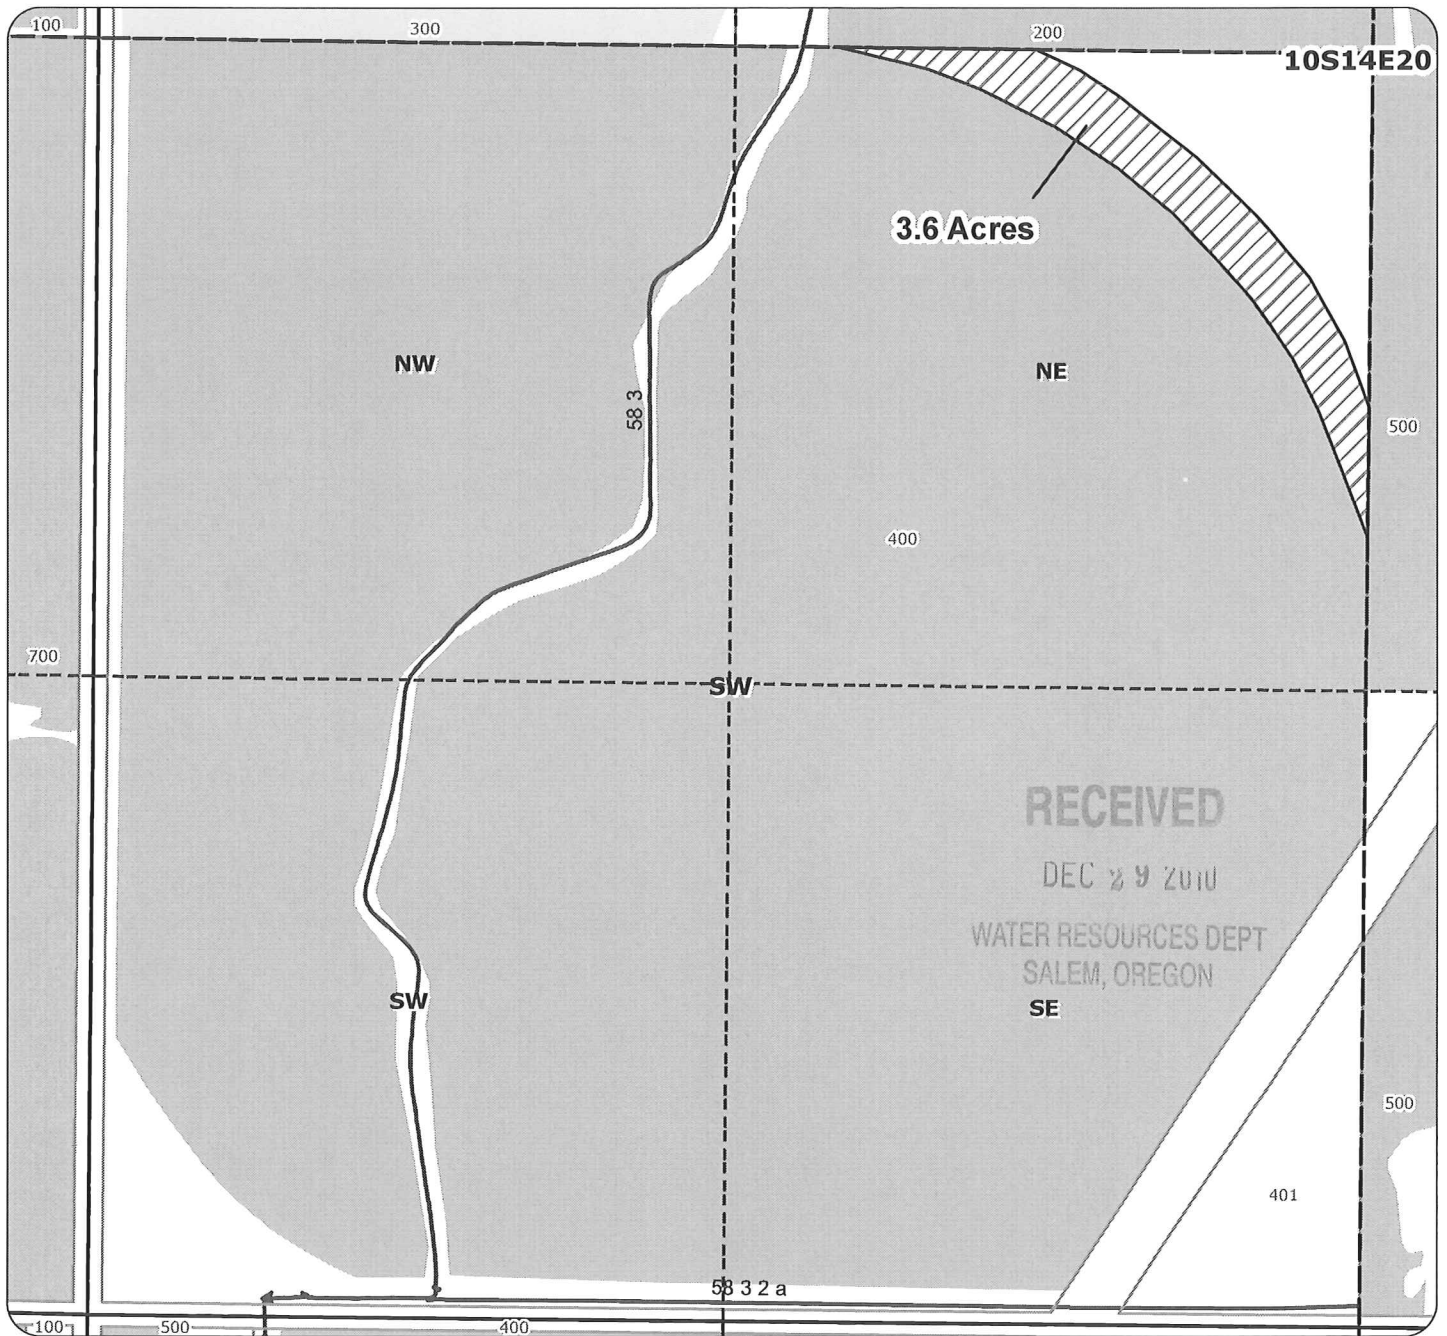 100
300
200
10S14E20
3.6 Acres
NW
NE
58 3
500
400
700
SW
RECEIVED
DEC 29 2010
WATER RESOURCES DEPT
SALEM, OREGON
SW
SE
500
401
58 3 2 a
100
500
400